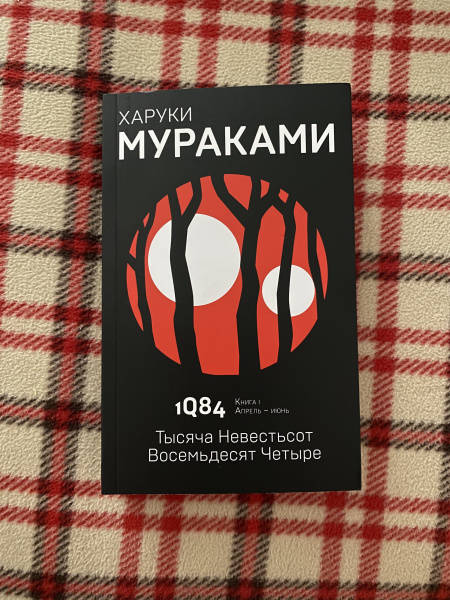 ХАРУКИ
МУРАКАМИ
1Q84
Книга 1
Апрель – июнь
Тысяча Невестьсот
Восемьдесят Четыре